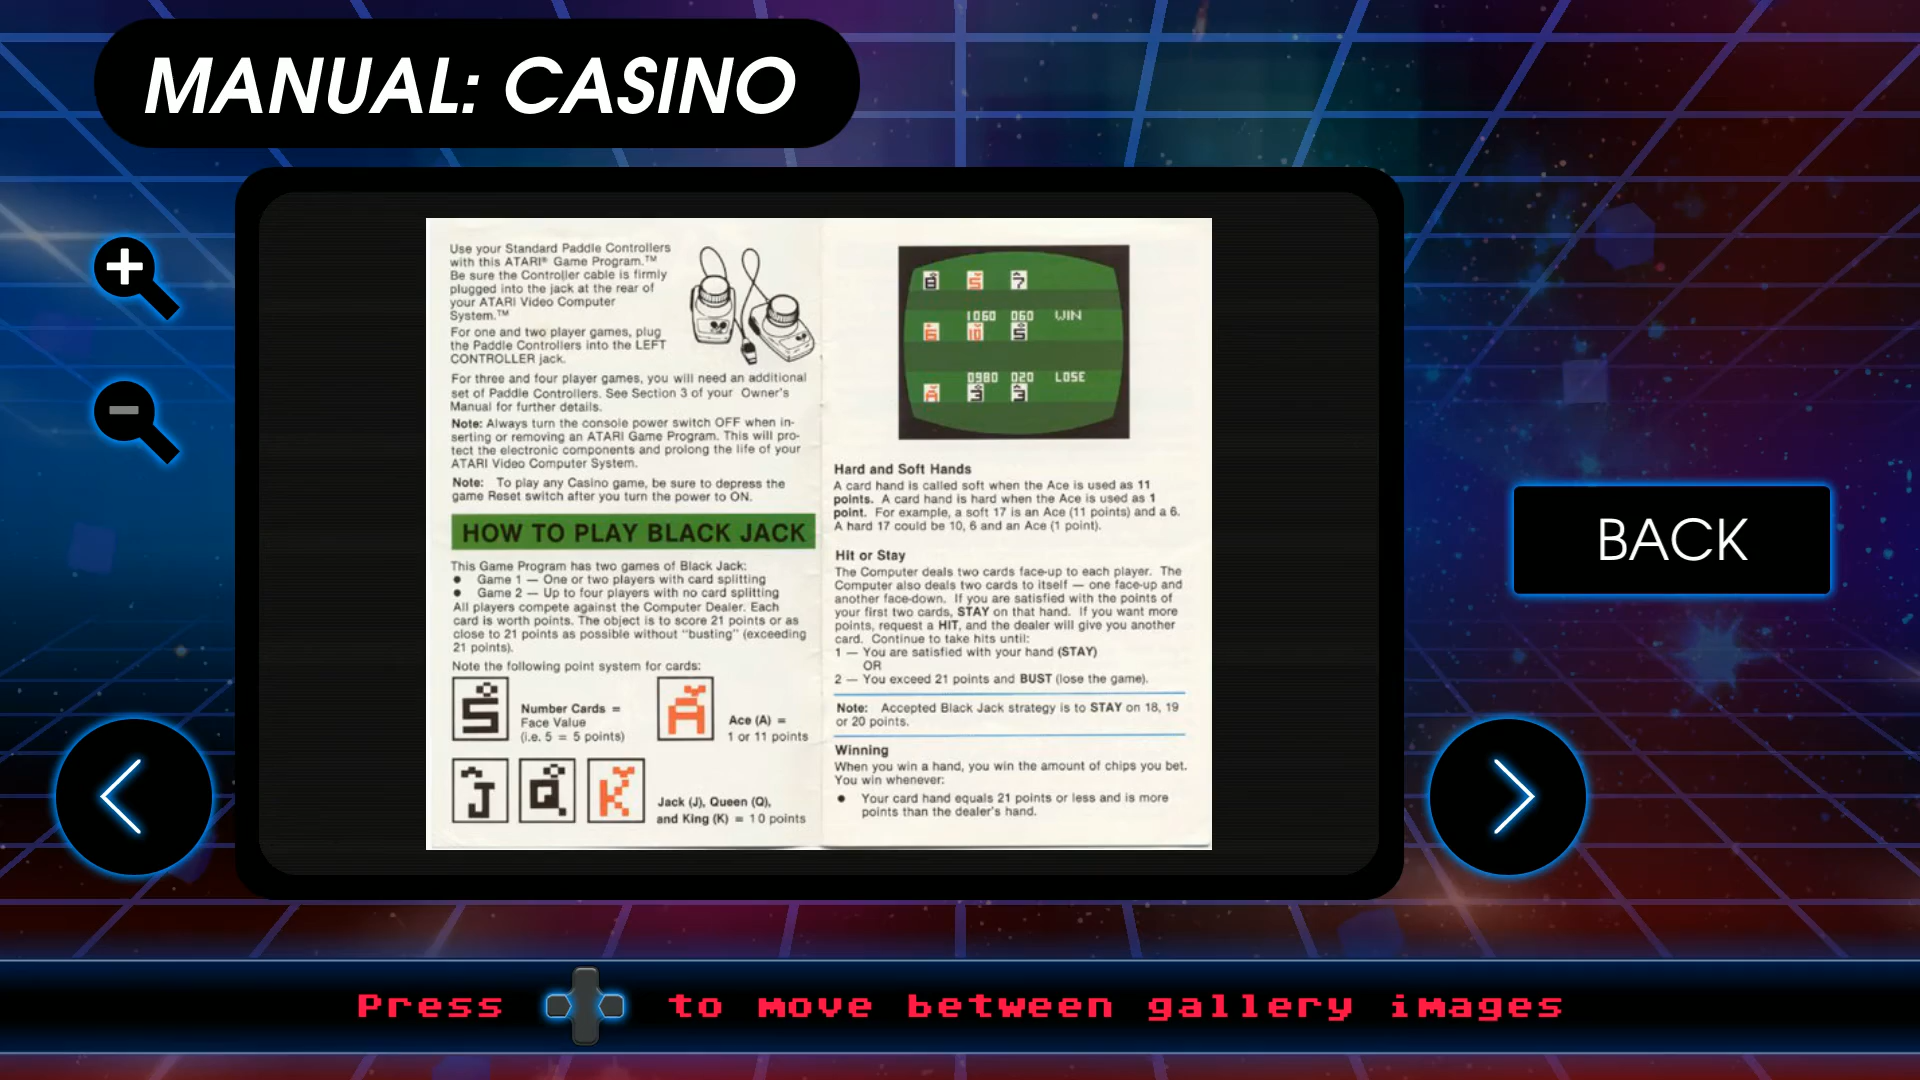 MANUAL: CASINO
Use your Standard Paddle Controllers
with this ATARI® Game Program.™
Be sure the Controller cable is firmly
plugged into the jack at the rear of
your ATARI Video Computer
System.™
For one and two player games, plug
the Paddle Controllers into the LEFT
CONTROLLER jack.
For three and four player games, you will need an additional
set of Paddle Controllers. See Section 3 of your Owner's
Manual for further details.
Note: Always turn the console power switch OFF when in-
serting or removing an ATARI Game Program. This will pro-
tect the electronic components and prolong the life of your
ATARI Video Computer System.
Note: To play any Casino game, be sure to depress the
game Reset switch after you turn the power to ON.
HOW TO PLAY BLACK JACK
This Game Program has two games of Black Jack:
● Game 1 — One or two players with card splitting
● Game 2 — Up to four players with no card splitting
All players compete against the Computer Dealer. Each
card is worth points. The object is to score 21 points or as
close to 21 points as possible without "busting" (exceeding
21 points).
Note the following point system for cards:
5
Number Cards =
Face Value
(i.e. 5 = 5 points)
A
Ace (A) =
1 or 11 points
J Q K
Jack (J), Queen (Q),
and King (K) = 10 points
8 5 7
1060 060 WIN
6 10 5
0980 020 LOSE
A 3 3
Hard and Soft Hands
A card hand is called soft when the Ace is used as 11
points. A card hand is hard when the Ace is used as 1
point. For example, a soft 17 is an Ace (11 points) and a 6.
A hard 17 could be 10, 6 and an Ace (1 point).
Hit or Stay
The Computer deals two cards face-up to each player. The
Computer also deals two cards to itself — one face-up and
another face-down. If you are satisfied with the points of
your first two cards, STAY on that hand. If you want more
points, request a HIT, and the dealer will give you another
card. Continue to take hits until:
1 — You are satisfied with your hand (STAY)
OR
2 — You exceed 21 points and BUST (lose the game).
Note: Accepted Black Jack strategy is to STAY on 18, 19
or 20 points.
Winning
When you win a hand, you win the amount of chips you bet.
You win whenever:
● Your card hand equals 21 points or less and is more
points than the dealer's hand.
BACK
Press to move between gallery images